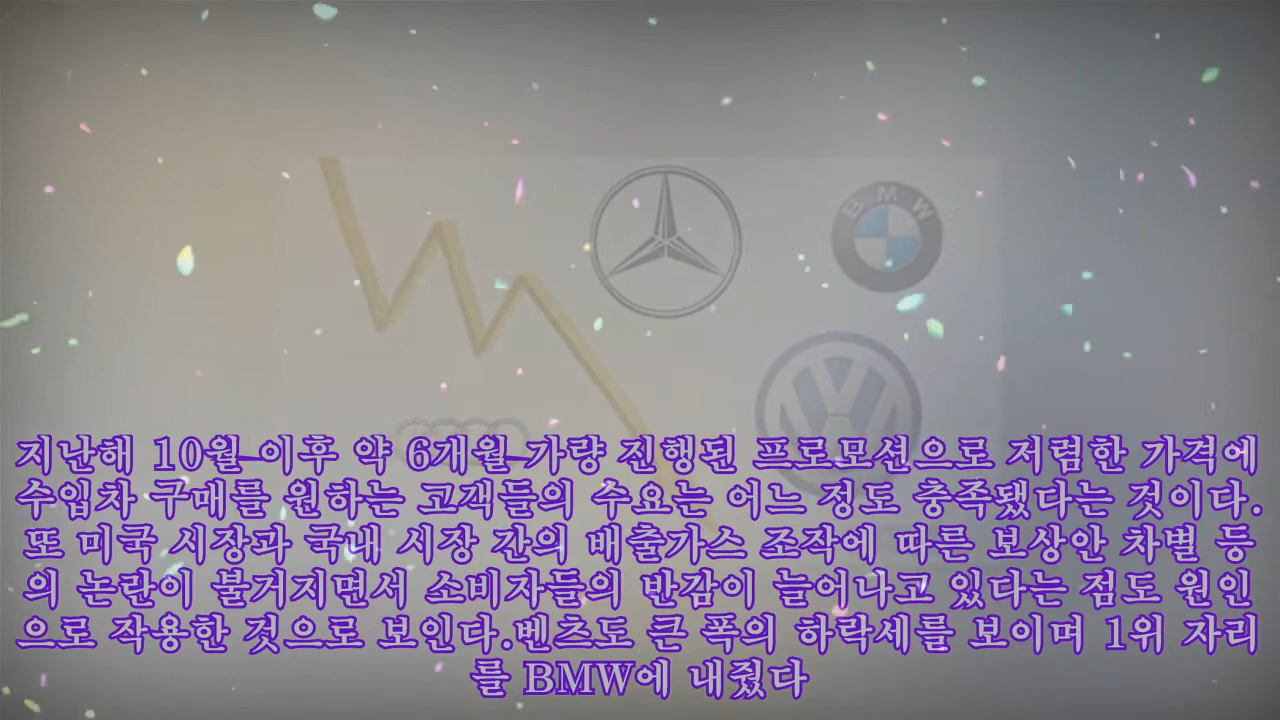 B M W
지난해 10월 이후 약 6개월 가량 진행된 프로모션으로 저렴한 가격에
수입차 구매를 원하는 고객들의 수요는 어느 정도 충족됐다는 것이다.
또 미국 시장과 국내 시장 간의 배출가스 조작에 따른 보상안 차별 등
의 논란이 불거지면서 소비자들의 반감이 늘어나고 있다는 점도 원인
으로 작용한 것으로 보인다.벤츠도 큰 폭의 하락세를 보이며 1위 자리
를 BMW에 내줬다